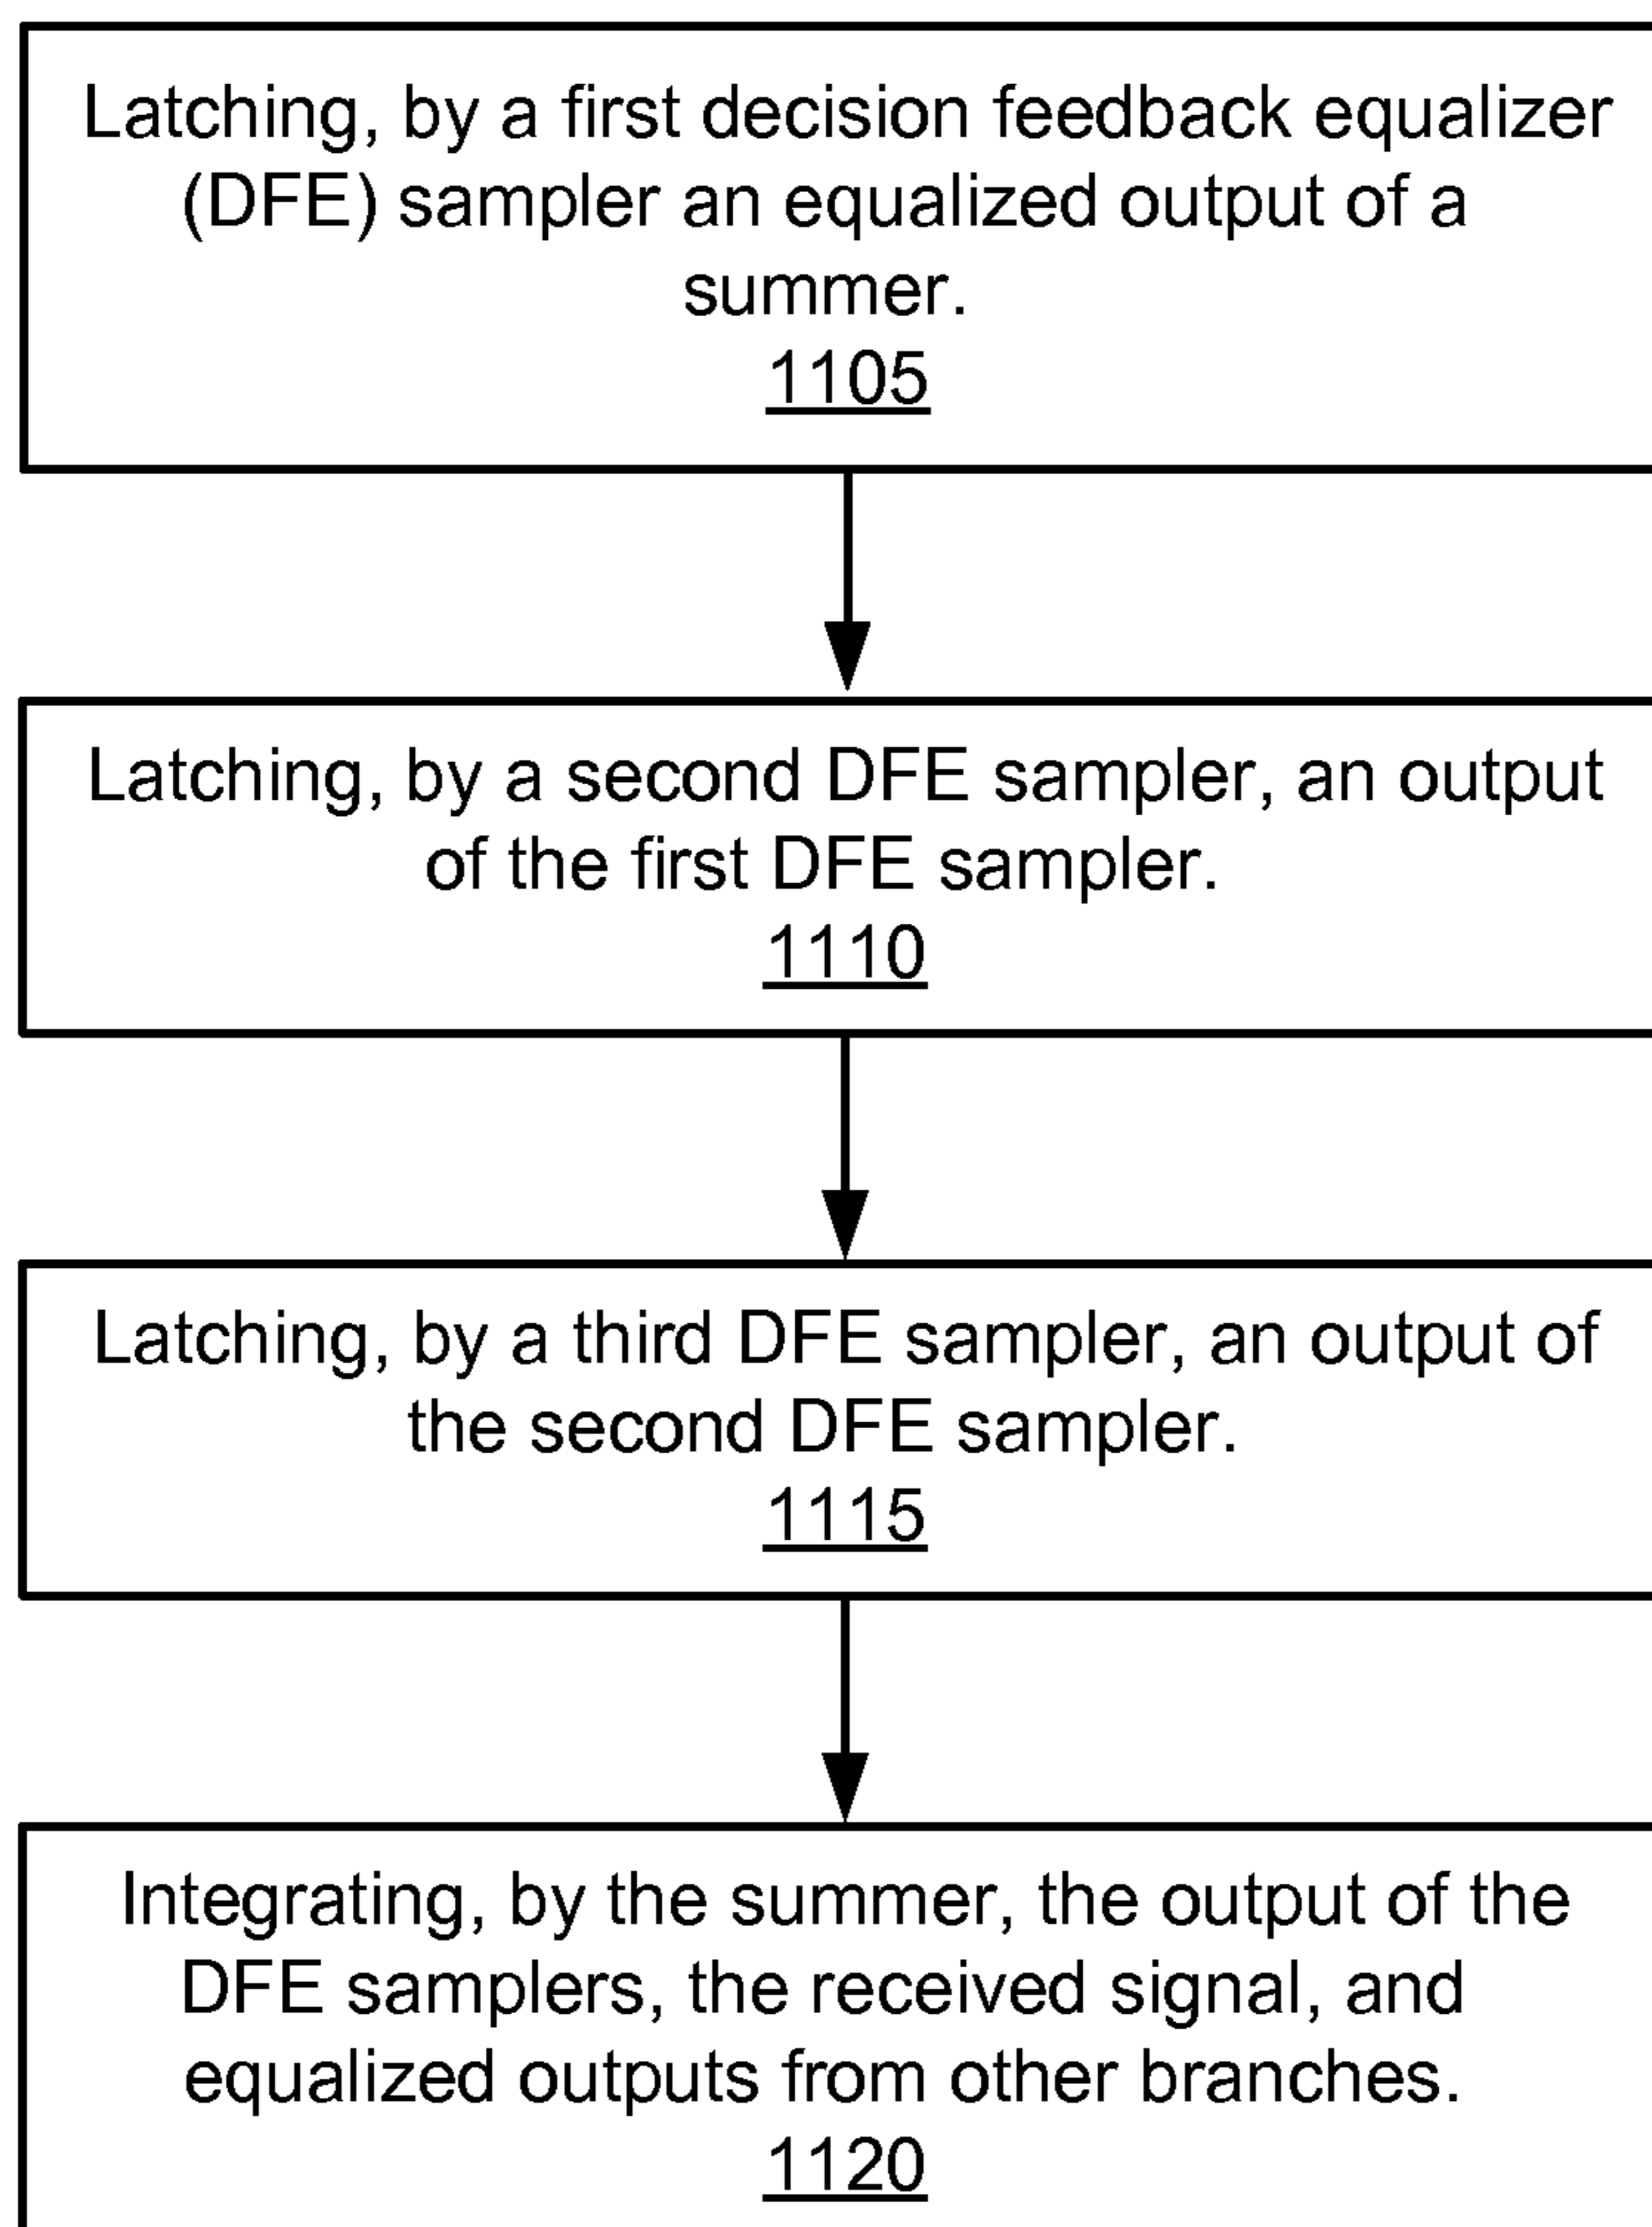 Latching, by a first decision feedback equalizer
(DFE) sampler an equalized output of a
summer.
1105
Latching, by a second DFE sampler, an output
of the first DFE sampler.
1110
Latching, by a third DFE sampler, an output of
the second DFE sampler.
1115
Integrating, by the summer, the output of the
DFE samplers, the received signal, and
equalized outputs from other branches.
1120